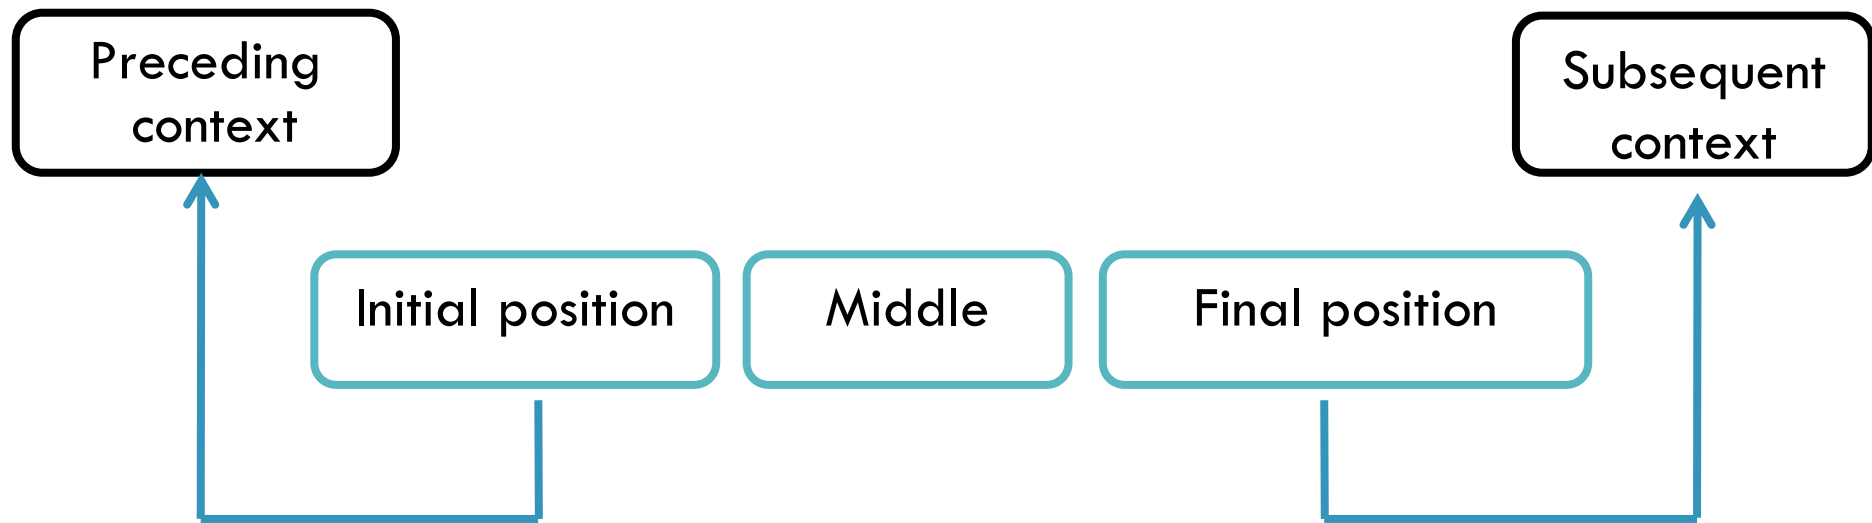 Preceding
context
Subsequent
context
Initial position
Middle
Final position